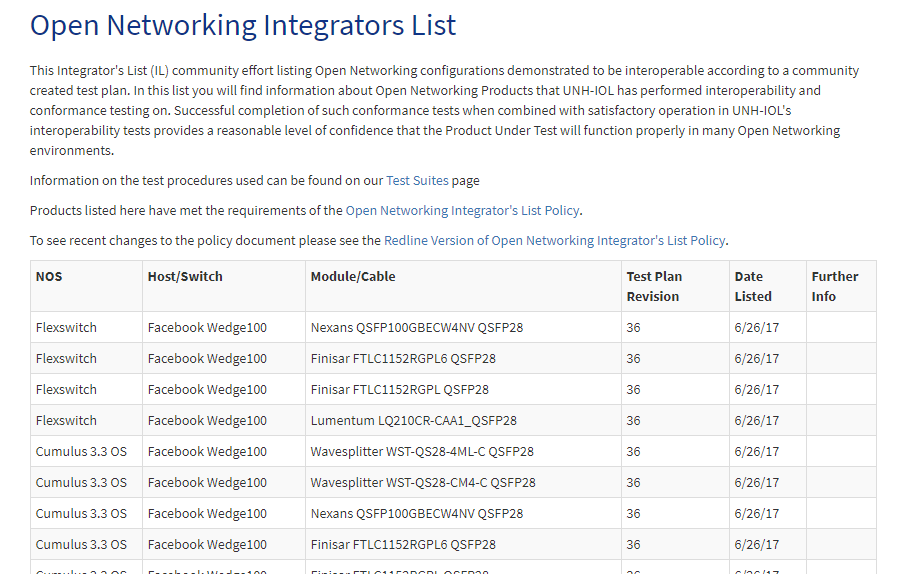 Open Networking Integrators List
This Integrator's List (IL) community effort listing Open Networking configurations demonstrated to be interoperable according to a community
created test plan. In this list you will find information about Open Networking Products that UNH-IOL has performed interoperability and
conformance testing on. Successful completion of such conformance tests when combined with satisfactory operation in UNH-IOL's
interoperability tests provides a reasonable level of confidence that the Product Under Test will function properly in many Open Networking
environments.
Information on the test procedures used can be found on our Test Suites page
Products listed here have met the requirements of the Open Networking Integrator's List Policy.
To see recent changes to the policy document please see the Redline Version of Open Networking Integrator's List Policy.
NOS Host/Switch Module/Cable Test Plan Date Further
Revision Listed Info
Flexswitch Facebook Wedge100 Nexans QSFP100GBECW4NV QSFP28 36 6/26/17
Flexswitch Facebook Wedge100 Finisar FTLC1152RGPL6 QSFP28 36 6/26/17
Flexswitch Facebook Wedge100 Finisar FTLC1152RGPL QSFP28 36 6/26/17
Flexswitch Facebook Wedge100 Lumentum LQ210CR-CAA1_QSFP28 36 6/26/17
Cumulus 3.3 OS Facebook Wedge100 Wavesplitter WST-QS28-4ML-C QSFP28 36 6/26/17
Cumulus 3.3 OS Facebook Wedge100 Wavesplitter WST-QS28-CM4-C QSFP28 36 6/26/17
Cumulus 3.3 OS Facebook Wedge100 Nexans QSFP100GBECW4NV QSFP28 36 6/26/17
Cumulus 3.3 OS Facebook Wedge100 Finisar FTLC1152RGPL6 QSFP28 36 6/26/17